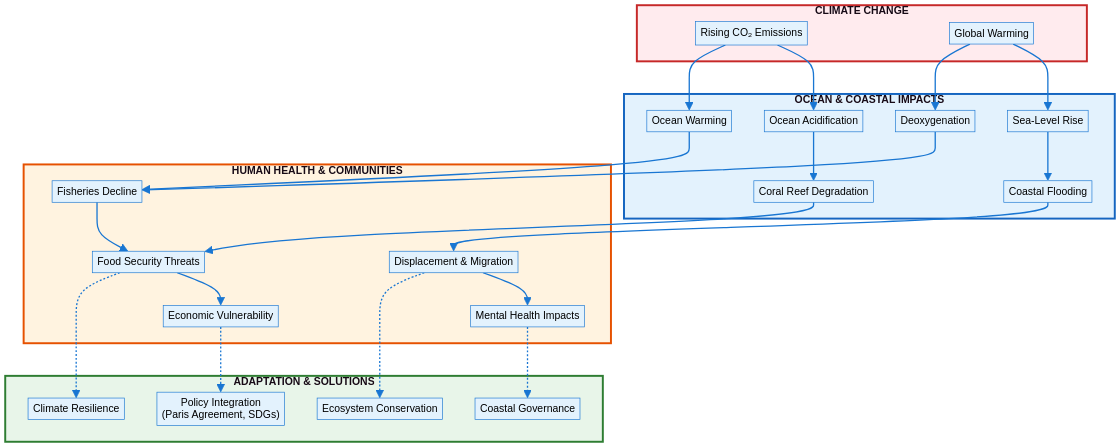 CLIMATE CHANGE
Rising CO₂ Emissions
Global Warming
OCEAN & COASTAL IMPACTS
Ocean Warming
Ocean Acidification
Deoxygenation
Sea-Level Rise
Coral Reef Degradation
Coastal Flooding
HUMAN HEALTH & COMMUNITIES
Fisheries Decline
Food Security Threats
Displacement & Migration
Economic Vulnerability
Mental Health Impacts
ADAPTATION & SOLUTIONS
Climate Resilience
Policy Integration
(Paris Agreement, SDGs)
Ecosystem Conservation
Coastal Governance